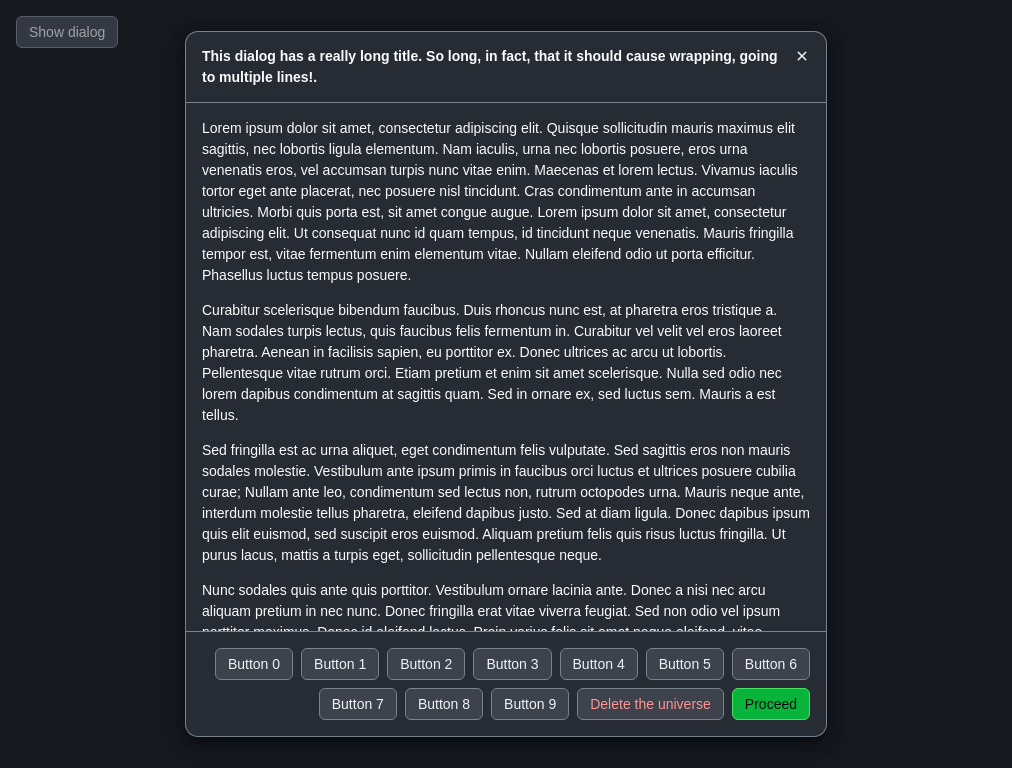 Show dialog
This dialog has a really long title. So long, in fact, that it should cause wrapping, going
to multiple lines!.
Lorem ipsum dolor sit amet, consectetur adipiscing elit. Quisque sollicitudin mauris maximus elit
sagittis, nec lobortis ligula elementum. Nam iaculis, urna nec lobortis posuere, eros urna
venenatis eros, vel accumsan turpis nunc vitae enim. Maecenas et lorem lectus. Vivamus iaculis
tortor eget ante placerat, nec posuere nisl tincidunt. Cras condimentum ante in accumsan
ultricies. Morbi quis porta est, sit amet congue augue. Lorem ipsum dolor sit amet, consectetur
adipiscing elit. Ut consequat nunc id quam tempus, id tincidunt neque venenatis. Mauris fringilla
tempor est, vitae fermentum enim elementum vitae. Nullam eleifend odio ut porta efficitur.
Phasellus luctus tempus posuere.
Curabitur scelerisque bibendum faucibus. Duis rhoncus nunc est, at pharetra eros tristique a.
Nam sodales turpis lectus, quis faucibus felis fermentum in. Curabitur vel velit vel eros laoreet
pharetra. Aenean in facilisis sapien, eu porttitor ex. Donec ultrices ac arcu ut lobortis.
Pellentesque vitae rutrum orci. Etiam pretium et enim sit amet scelerisque. Nulla sed odio nec
lorem dapibus condimentum at sagittis quam. Sed in ornare ex, sed luctus sem. Mauris a est
tellus.
Sed fringilla est ac urna aliquet, eget condimentum felis vulputate. Sed sagittis eros non mauris
sodales molestie. Vestibulum ante ipsum primis in faucibus orci luctus et ultrices posuere cubilia
curae; Nullam ante leo, condimentum sed lectus non, rutrum octopodes urna. Mauris neque ante,
interdum molestie tellus pharetra, eleifend dapibus justo. Sed at diam ligula. Donec dapibus ipsum
quis elit euismod, sed suscipit eros euismod. Aliquam pretium felis quis risus luctus fringilla. Ut
purus lacus, mattis a turpis eget, sollicitudin pellentesque neque.
Nunc sodales quis ante quis porttitor. Vestibulum ornare lacinia ante. Donec a nisi nec arcu
aliquam pretium in nec nunc. Donec fringilla erat vitae viverra feugiat. Sed non odio vel ipsum
porttitor maximus. Donec id eleifend lectus. Proin varius felis sit amet neque eleifend, vitae
Button 0 Button 1 Button 2 Button 3 Button 4 Button 5 Button 6
Button 7 Button 8 Button 9 Delete the universe Proceed